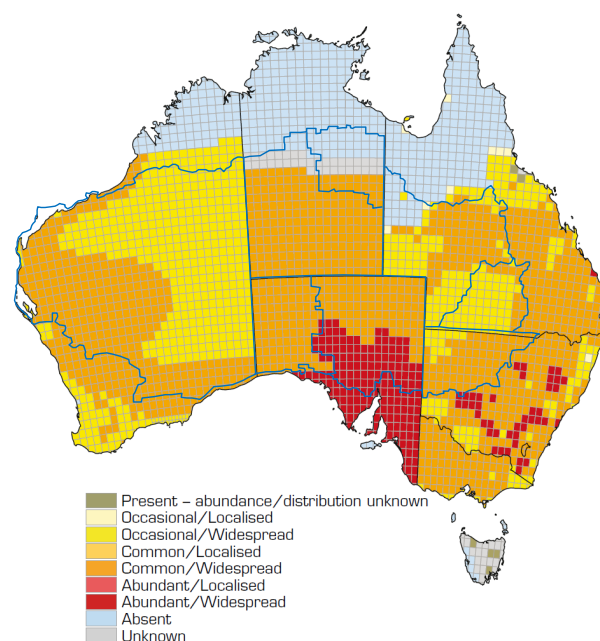 Present – abundance/distribution unknown
Occasional/Localised
Occasional/Widespread
Common/Localised
Common/Widespread
Abundant/Localised
Abundant/Widespread
Absent
Unknown